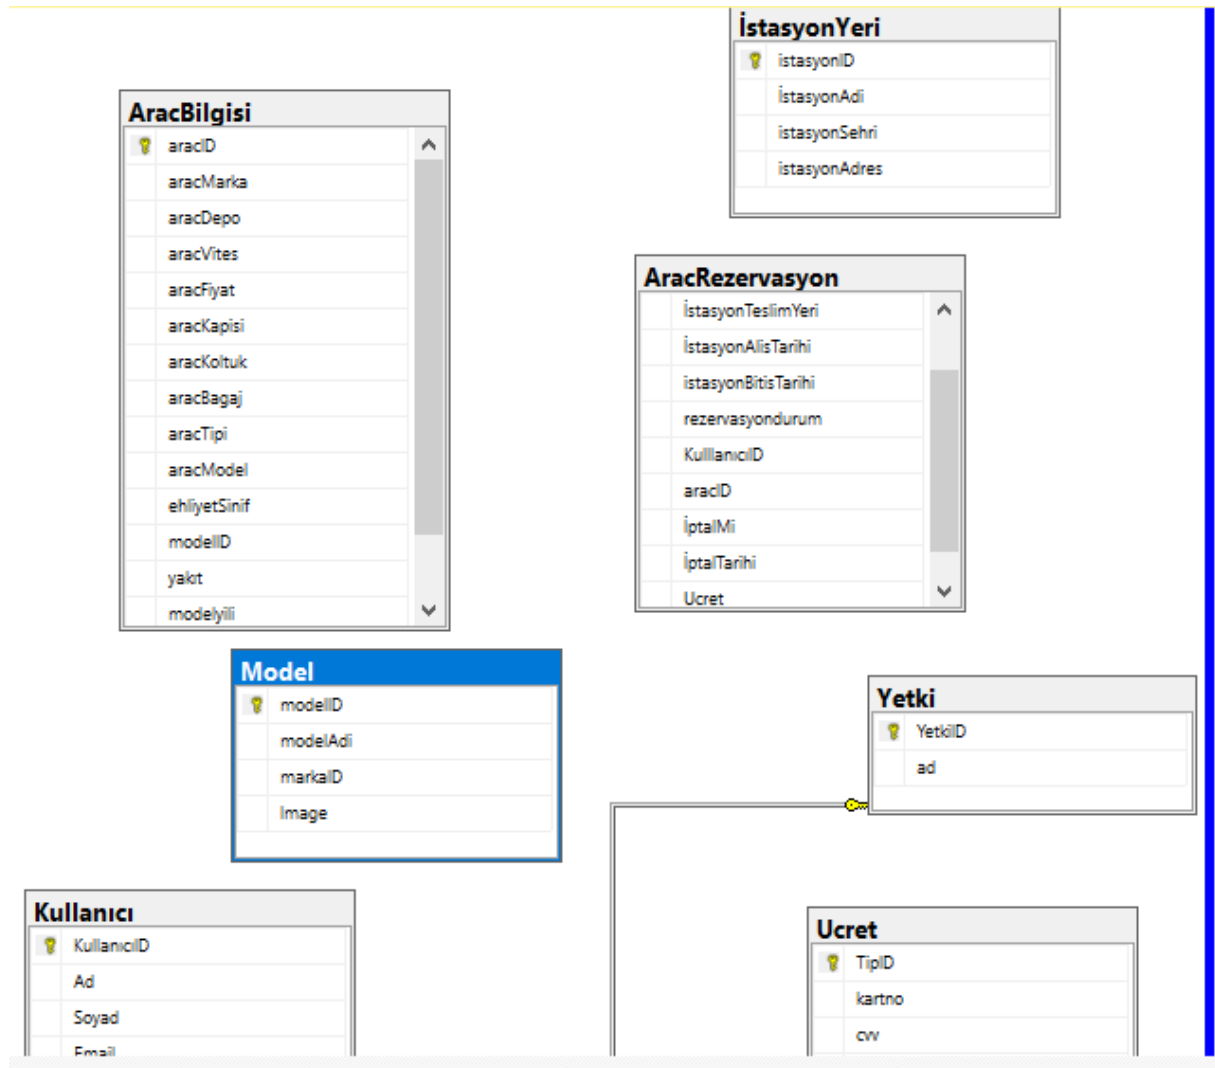 İstasyonYeri
istasyonID
İstasyonAdi
istasyonSehri
istasyonAdres
AracBilgisi
aracID
aracMarka
aracDepo
aracVites
aracFiyat
aracKapisi
aracKoltuk
aracBagaj
aracTipi
aracModel
ehliyetSinif
modelID
yakıt
modelyili
AracRezervasyon
İstasyonTeslimYeri
İstasyonAlisTarihi
istasyonBitisTarihi
rezervasyondurum
KulllanıcıID
aracID
İptalMi
İptalTarihi
Ucret
Model
modelID
modelAdi
markaID
Image
Yetki
YetkiID
ad
Kullanıcı
KullanıcıID
Ad
Soyad
Email
Ucret
TipID
kartno
cvv